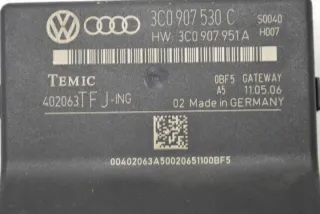 3C0 907 530 C S0040
HW: 3C0 907 951A H007
TEMIC 0BF5 GATEWAY
402063TFJ-ING A5 11.05.06
02 Made in GERMANY
00402063A50020651100BF5